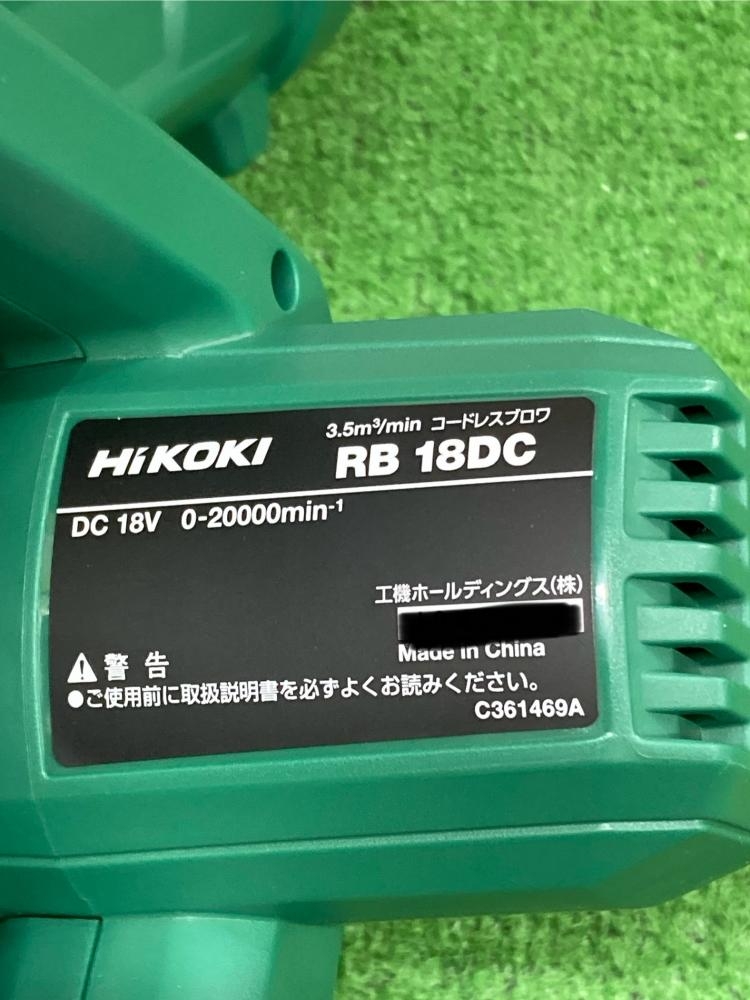 HiKOKI
3.5m³/min コードレスブロワ
RB 18DC
DC 18V 0-20000min⁻¹
工機ホールディングス(株)
Made in China
警告
●ご使用前に取扱説明書を必ずよくお読みください。
C361469A